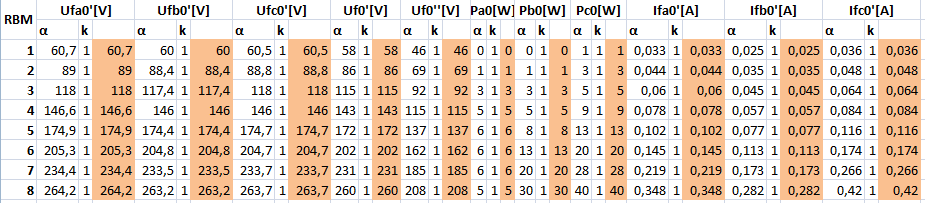 RBM Ufa0'[V] Ufb0'[V] Ufc0'[V] Uf0'[V] Uf0''[V] Pa0[W] Pb0[W] Pc0[W] Ifa0'[A] Ifb0'[A] Ifc0'[A]
α k α k α k α k α k α k α k α k α k α k α k
1 60,7 1 60,7 60 1 60 60,5 1 60,5 58 1 58 46 1 46 0 1 0 0 1 0 1 1 1 0,033 1 0,033 0,025 1 0,025 0,036 1 0,036
2 89 1 89 88,4 1 88,4 88,8 1 88,8 86 1 86 69 1 69 1 1 1 1 1 1 3 1 3 0,044 1 0,044 0,035 1 0,035 0,048 1 0,048
3 118 1 118 117,4 1 117,4 118 1 118 115 1 115 92 1 92 3 1 3 3 1 3 5 1 5 0,06 1 0,06 0,045 1 0,045 0,064 1 0,064
4 146,6 1 146,6 146 1 146 146 1 146 143 1 143 115 1 115 5 1 5 5 1 5 9 1 9 0,078 1 0,078 0,057 1 0,057 0,084 1 0,084
5 174,9 1 174,9 174,4 1 174,4 174,7 1 174,7 172 1 172 137 1 137 6 1 6 8 1 8 13 1 13 0,102 1 0,102 0,077 1 0,077 0,116 1 0,116
6 205,3 1 205,3 204,8 1 204,8 204,7 1 204,7 202 1 202 162 1 162 6 1 6 13 1 13 20 1 20 0,145 1 0,145 0,113 1 0,113 0,174 1 0,174
7 234,4 1 234,4 233,5 1 233,5 233,7 1 233,7 231 1 231 185 1 185 6 1 6 20 1 20 28 1 28 0,219 1 0,219 0,173 1 0,173 0,266 1 0,266
8 264,2 1 264,2 263,2 1 263,2 263,7 1 263,7 260 1 260 208 1 208 5 1 5 30 1 30 40 1 40 0,348 1 0,348 0,282 1 0,282 0,42 1 0,42